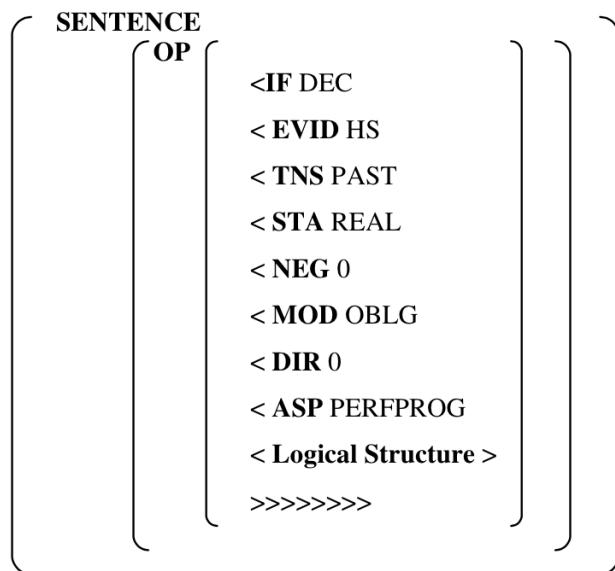 SENTENCE
OP
<IF DEC
< EVID HS
< TNS PAST
< STA REAL
< NEG 0
< MOD OBLG
< DIR 0
< ASP PERFPROG
< Logical Structure >
>>>>>>>>